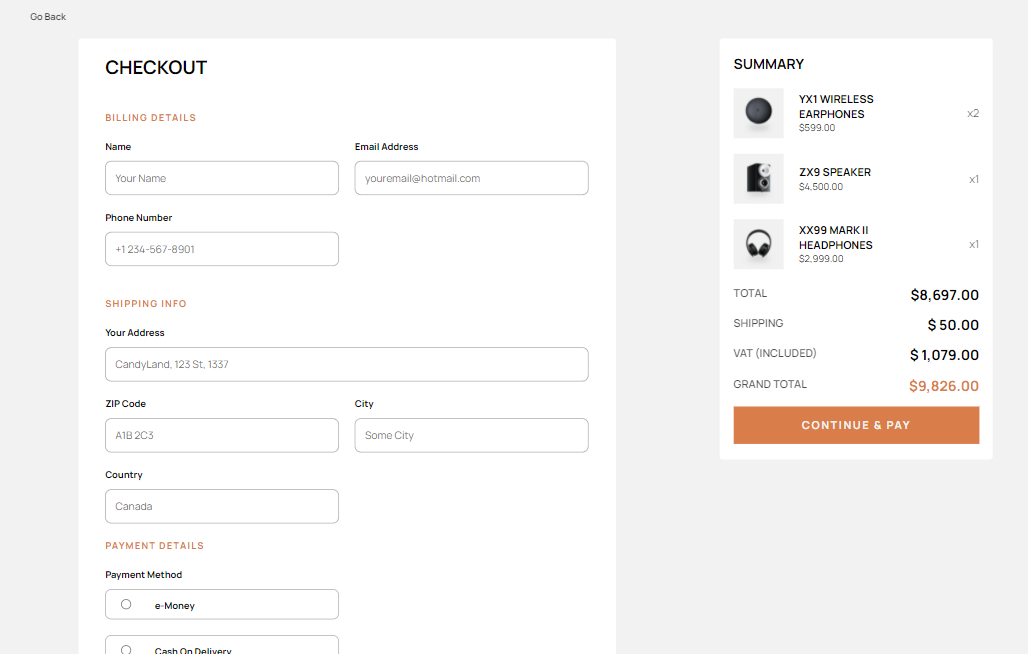 Go Back
CHECKOUT
BILLING DETAILS
Name
Email Address
Your Name
youremail@hotmail.com
Phone Number
+1 234-567-8901
SHIPPING INFO
Your Address
CandyLand, 123 St, 1337
ZIP Code
City
A1B 2C3
Some City
Country
Canada
PAYMENT DETAILS
Payment Method
e-Money
Cash On Delivery
SUMMARY
YX1 WIRELESS
EARPHONES
$599.00
x2
ZX9 SPEAKER
$4,500.00
x1
XX99 MARK II
HEADPHONES
$2,999.00
x1
TOTAL
$8,697.00
SHIPPING
$ 50.00
VAT (INCLUDED)
$ 1,079.00
GRAND TOTAL
$9,826.00
CONTINUE & PAY